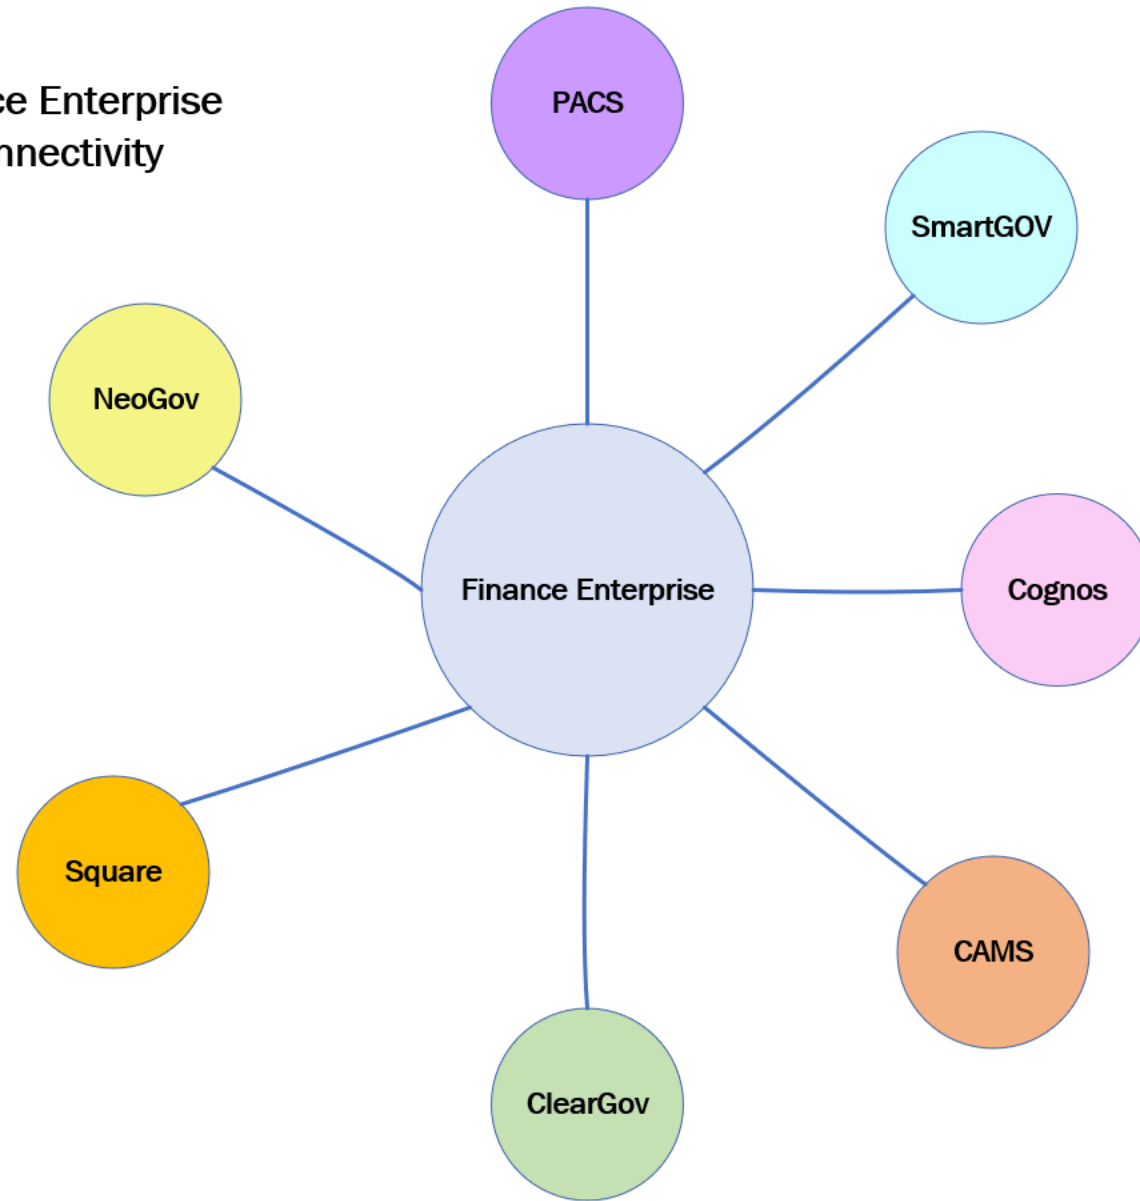 ce Enterprise
nnectivity
PACS
SmartGOV
NeoGov
Finance Enterprise
Cognos
Square
CAMS
ClearGov